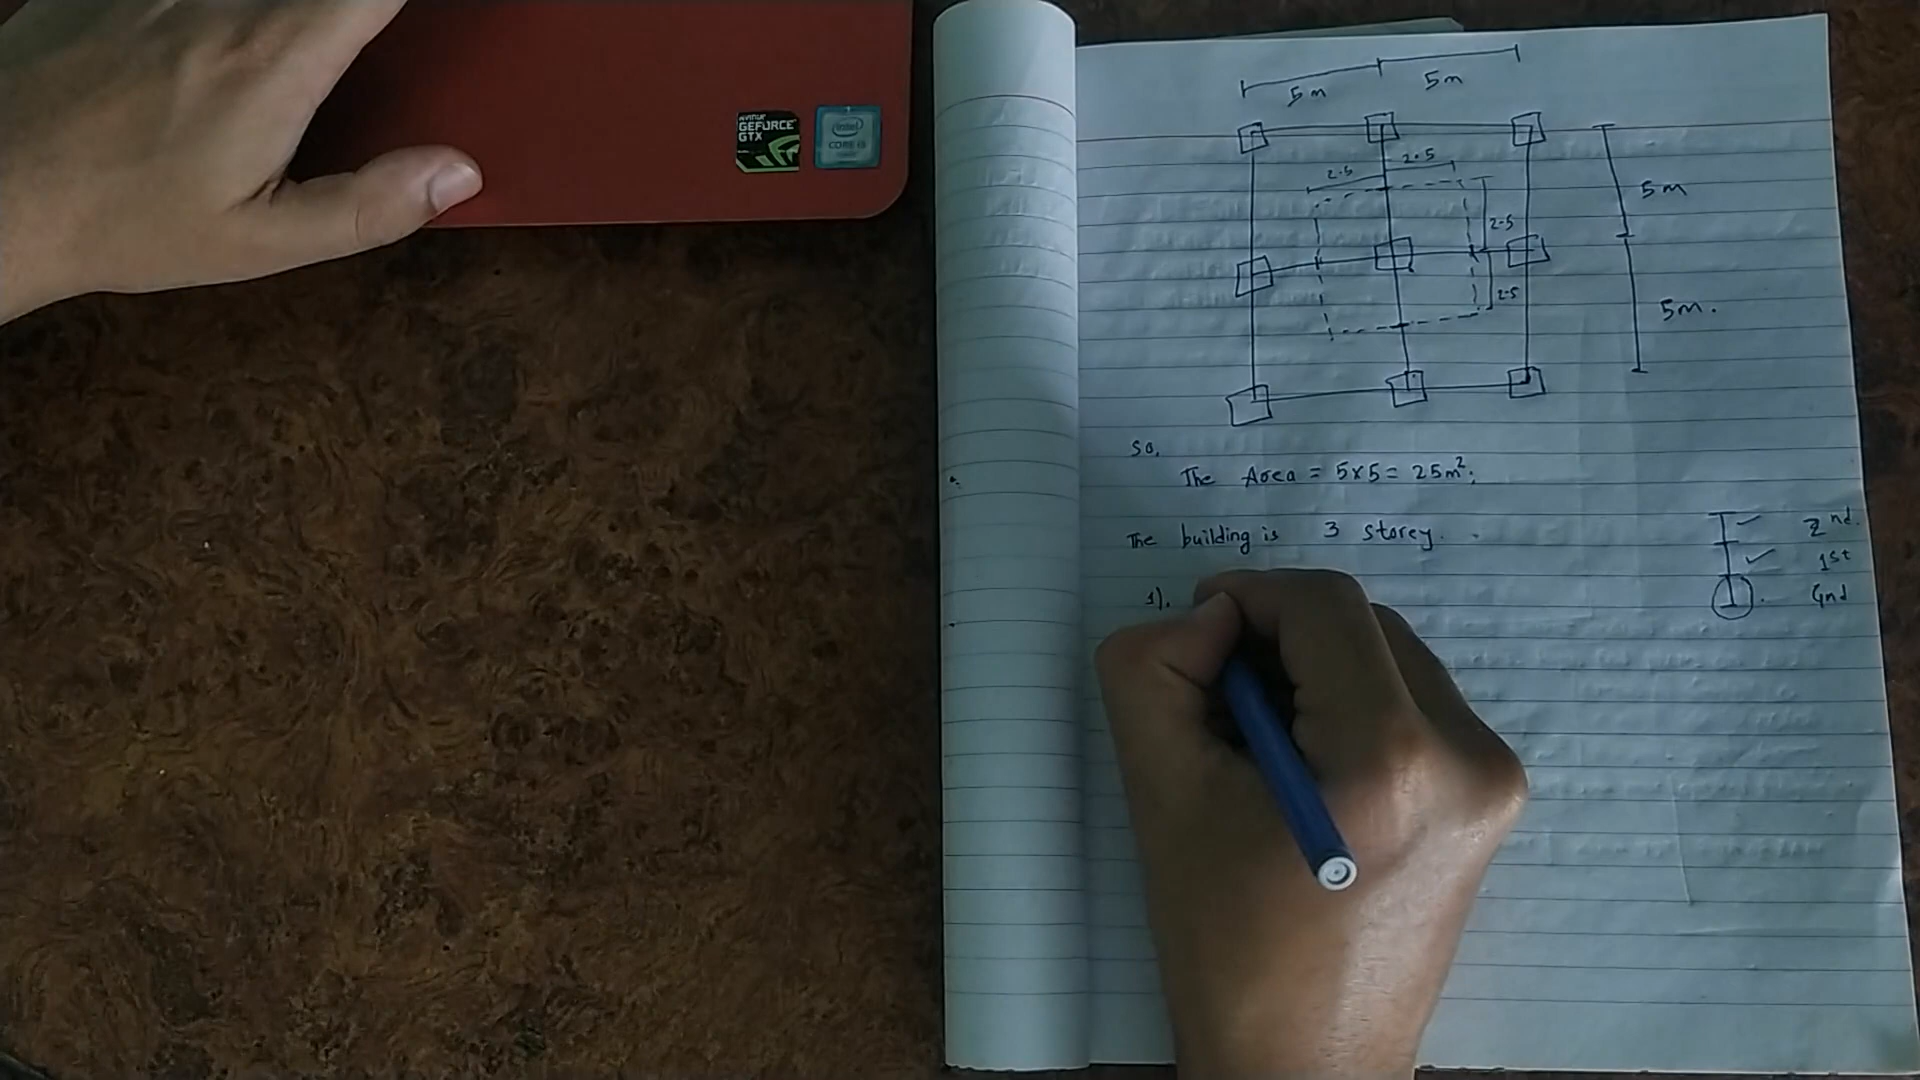 NVIDIA
GEFORCE
GTX
intel
CORE i5
5m 5m
2.5 2.5
5m
2.5
2.5
5m.
So,
The Area = 5x5 = 25m²;
The building is 3 storey.
2nd.
1st
Gnd
1).